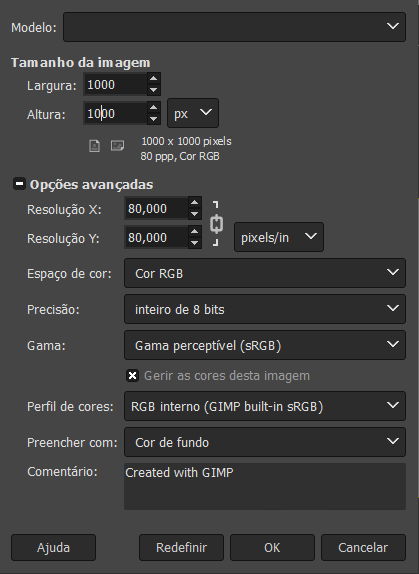 Modelo:
Tamanho da imagem
Largura: 1000
Altura: 1000 px
1000 x 1000 pixels
80 ppp, Cor RGB
Opções avançadas
Resolução X: 80,000
Resolução Y: 80,000 pixels/in
Espaço de cor: Cor RGB
Precisão: inteiro de 8 bits
Gama: Gama perceptível (sRGB)
Gerir as cores desta imagem
Perfil de cores: RGB interno (GIMP built-in sRGB)
Preencher com: Cor de fundo
Comentário: Created with GIMP
Ajuda Redefinir OK Cancelar